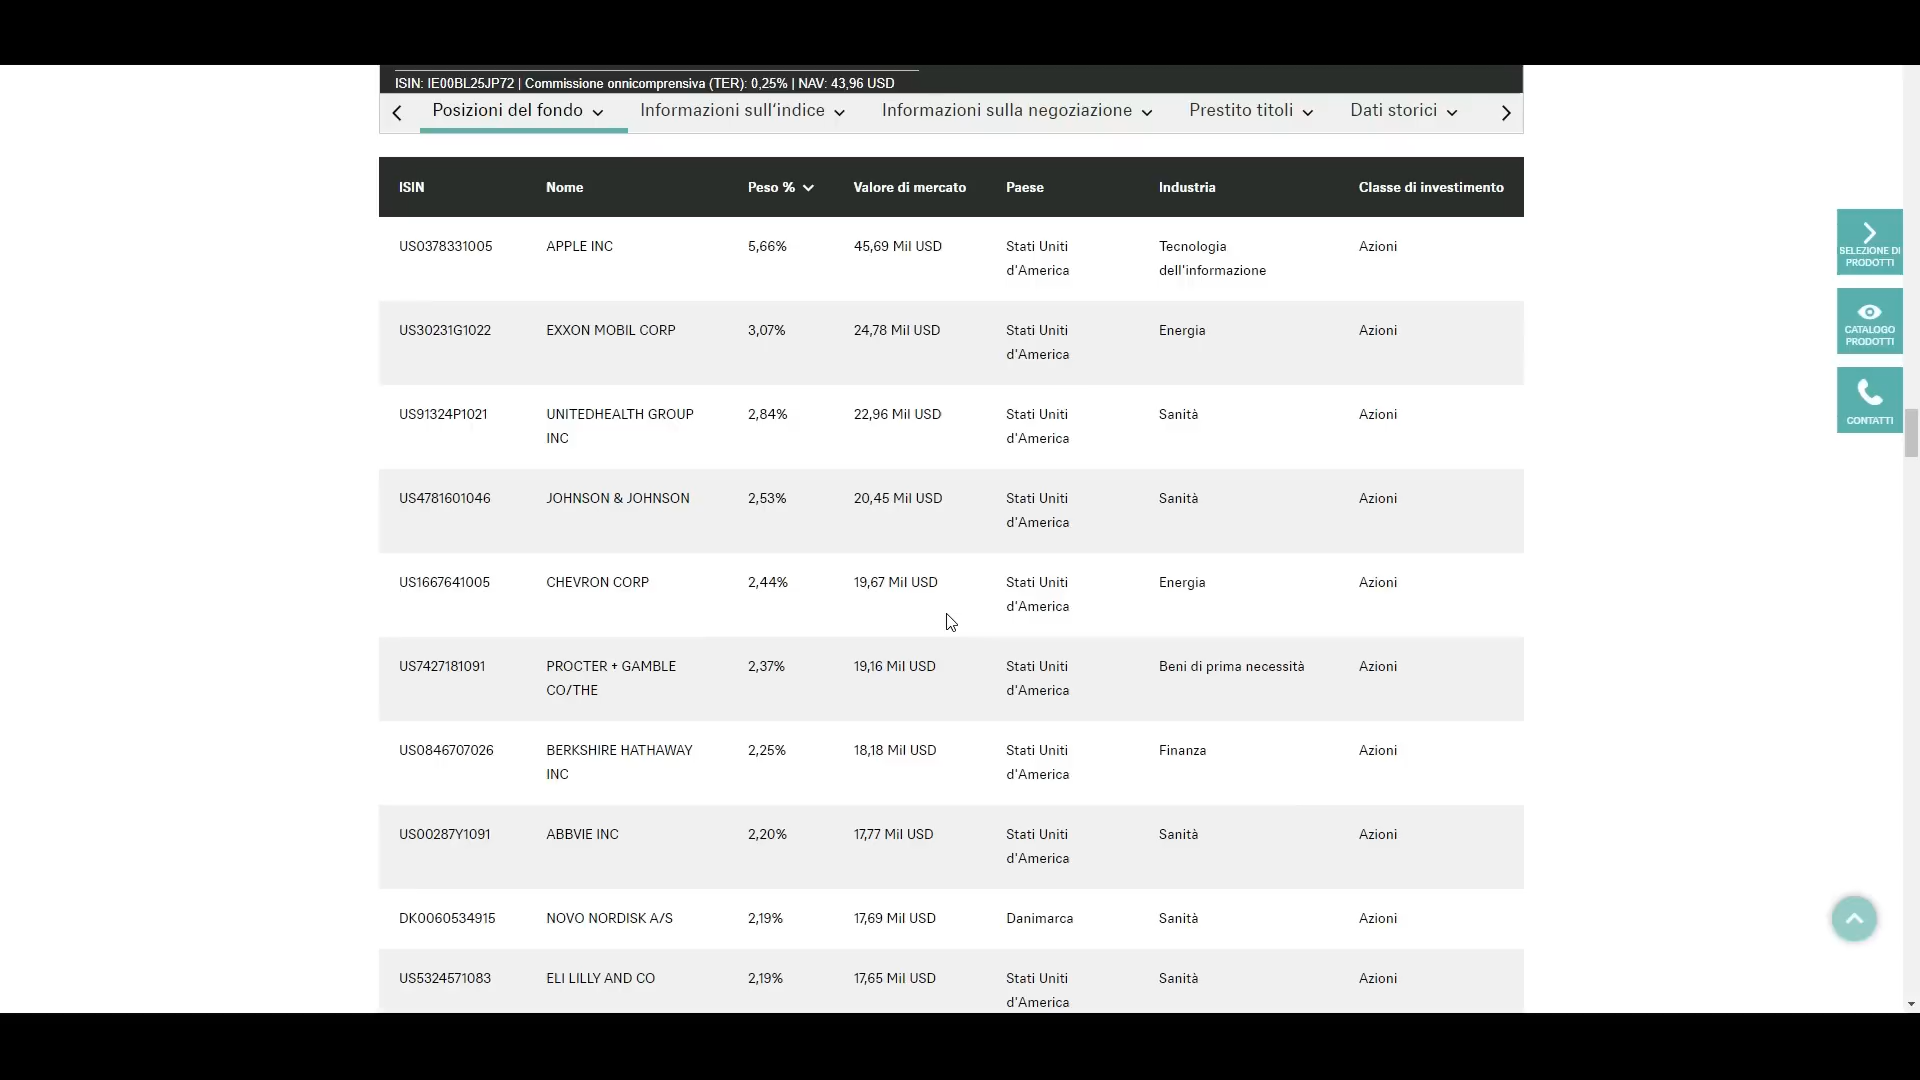 ISIN: IE00BL25JP72 | Commissione onnicomprensiva (TER): 0,25% | NAV: 43,96 USD
Posizioni del fondo Informazioni sull'indice Informazioni sulla negoziazione Prestito titoli Dati storici
ISIN Nome Peso % Valore di mercato Paese Industria Classe di investimento
US0378331005 APPLE INC 5,66% 45,69 Mil USD Stati Uniti Tecnologia Azioni
d'America dell'informazione
US30231G1022 EXXON MOBIL CORP 3,07% 24,78 Mil USD Stati Uniti Energia Azioni
d'America
US91324P1021 UNITEDHEALTH GROUP 2,84% 22,96 Mil USD Stati Uniti Sanità Azioni
INC d'America
US4781601046 JOHNSON & JOHNSON 2,53% 20,45 Mil USD Stati Uniti Sanità Azioni
d'America
US1667641005 CHEVRON CORP 2,44% 19,67 Mil USD Stati Uniti Energia Azioni
d'America
US7427181091 PROCTER + GAMBLE 2,37% 19,16 Mil USD Stati Uniti Beni di prima necessità Azioni
CO/THE d'America
US0846707026 BERKSHIRE HATHAWAY 2,25% 18,18 Mil USD Stati Uniti Finanza Azioni
INC d'America
US00287Y1091 ABBVIE INC 2,20% 17,77 Mil USD Stati Uniti Sanità Azioni
d'America
DK0060534915 NOVO NORDISK A/S 2,19% 17,69 Mil USD Danimarca Sanità Azioni
US5324571083 ELI LILLY AND CO 2,19% 17,65 Mil USD Stati Uniti Sanità Azioni
d'America
SELEZIONE DI
PRODOTTI
CATALOGO
PRODOTTI
CONTATTI